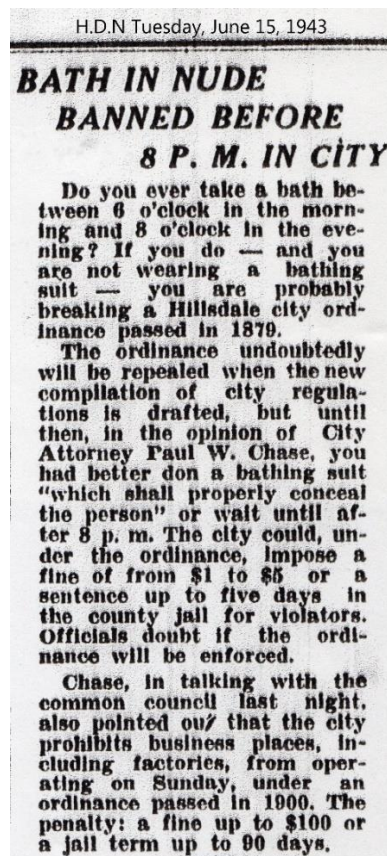 H.D.N Tuesday, June 15, 1943
BATH IN NUDE
BANNED BEFORE
8 P. M. IN CITY
Do you ever take a bath be-
tween 6 o'clock in the morn-
ing and 8 o'clock in the eve-
ning? If you do — and you
are not wearing a bathing
suit — you are probably
breaking a Hillsdale city ord-
inance passed in 1879.
The ordinance undoubtedly
will be repealed when the new
compilation of city regula-
tions is drafted, but until
then, in the opinion of City
Attorney Paul W. Chase, you
had better don a bathing suit
"which shall properly conceal
the person" or wait until af-
ter 8 p. m. The city could, un-
der the ordinance, impose a
fine of from $1 to $5 or a
sentence up to five days in
the county jail for violators.
Officials doubt if the ordi-
nance will be enforced.
Chase, in talking with the
common council last night,
also pointed out that the city
prohibits business places, in-
cluding factories, from oper-
ating on Sunday, under an
ordinance passed in 1900. The
penalty: a fine up to $100 or
a jail term up to 90 days.